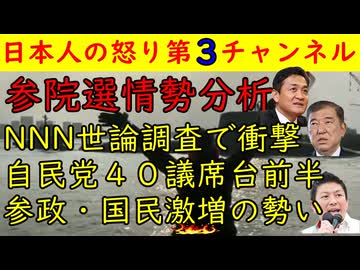 日本人の怒り第3チャンネル
参院選情勢分析
NNN世論調査で衝撃
自民党４０議席台前半
参政・国民激増の勢い